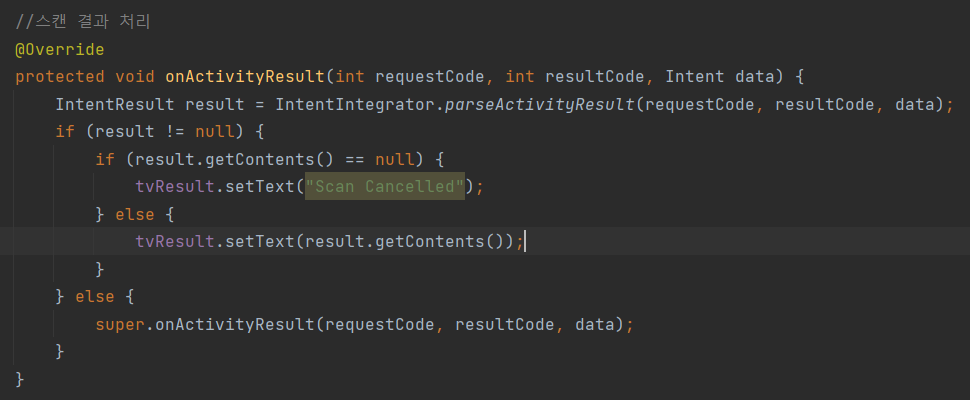 //스캔 결과 처리
@Override
protected void onActivityResult(int requestCode, int resultCode, Intent data) {
    IntentResult result = IntentIntegrator.parseActivityResult(requestCode, resultCode, data);
    if (result != null) {
        if (result.getContents() == null) {
            tvResult.setText("Scan Cancelled");
        } else {
            tvResult.setText(result.getContents());
        }
    } else {
        super.onActivityResult(requestCode, resultCode, data);
    }
}